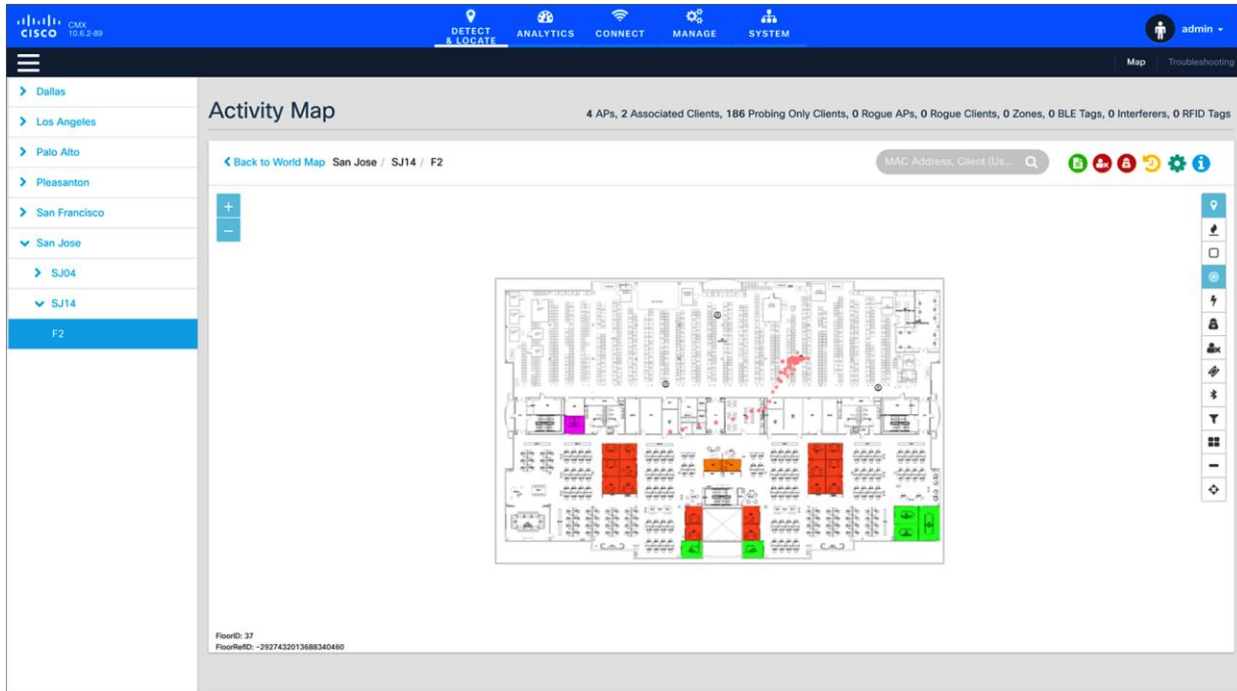 CISCO CMX 10.6.2-89
DETECT & LOCATE
ANALYTICS
CONNECT
MANAGE
SYSTEM
admin
Map
Troubleshooting
Dallas
Los Angeles
Palo Alto
Pleasanton
San Francisco
San Jose
SJ04
SJ14
F2
Activity Map
4 APs, 2 Associated Clients, 186 Probing Only Clients, 0 Rogue APs, 0 Rogue Clients, 0 Zones, 0 BLE Tags, 0 Interferers, 0 RFID Tags
Back to World Map San Jose / SJ14 / F2
MAC Address, Client (Us...
FloorID: 37
FloorRefID: -2927432013688340460